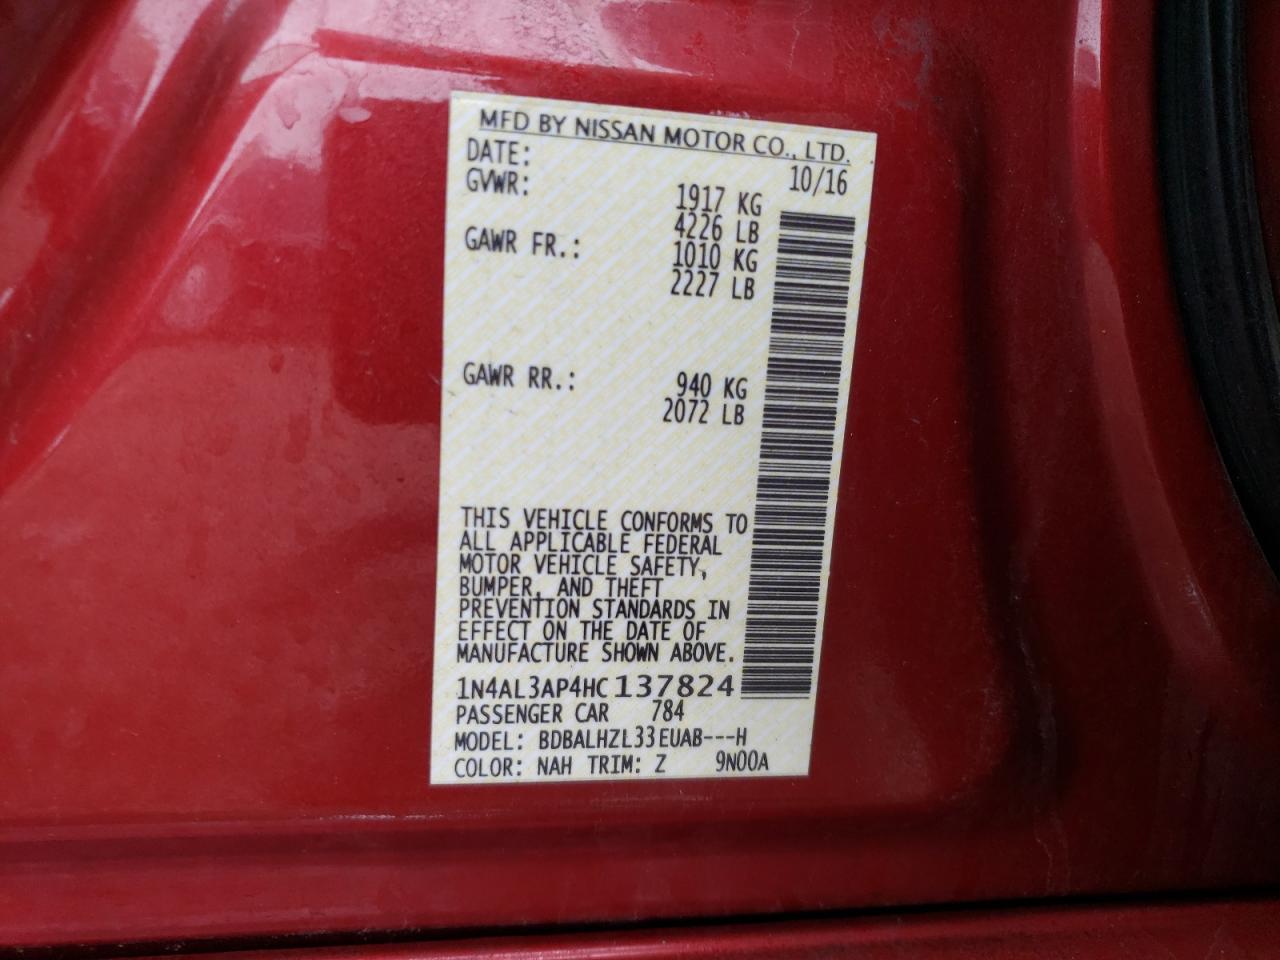 MFD BY NISSAN MOTOR CO., LTD.
DATE: 10/16
GVWR: 1917 KG
4226 LB
GAWR FR.: 1010 KG
2227 LB
GAWR RR.: 940 KG
2072 LB
THIS VEHICLE CONFORMS TO
ALL APPLICABLE FEDERAL
MOTOR VEHICLE SAFETY,
BUMPER, AND THEFT
PREVENTION STANDARDS IN
EFFECT ON THE DATE OF
MANUFACTURE SHOWN ABOVE.
1N4AL3AP4HC137824
PASSENGER CAR 784
MODEL: BDBALHZL33EUAB---H
COLOR: NAH TRIM: Z 9N00A